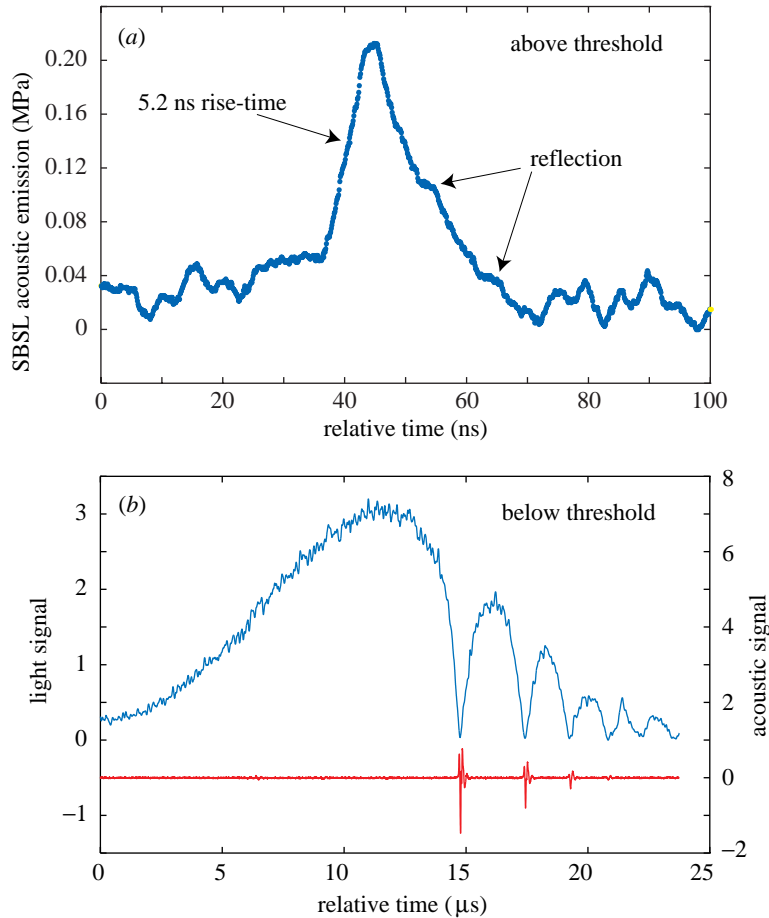 (a)
above threshold
5.2 ns rise-time
reflection
SBSL acoustic emission (MPa)
0.20
0.16
0.12
0.08
0.04
0
0 20 40 60 80 100
relative time (ns)
(b)
below threshold
light signal
3
2
1
0
−1
acoustic signal
8
6
4
2
0
−2
0 5 10 15 20 25
relative time (μs)